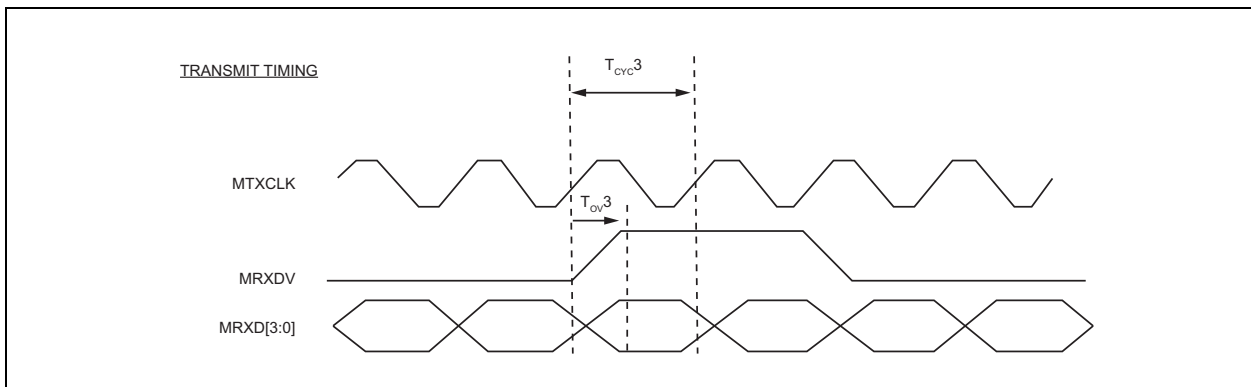 TRANSMIT TIMING
TCYC3
MTXCLK
TOV3
MRXDV
MRXD[3:0]